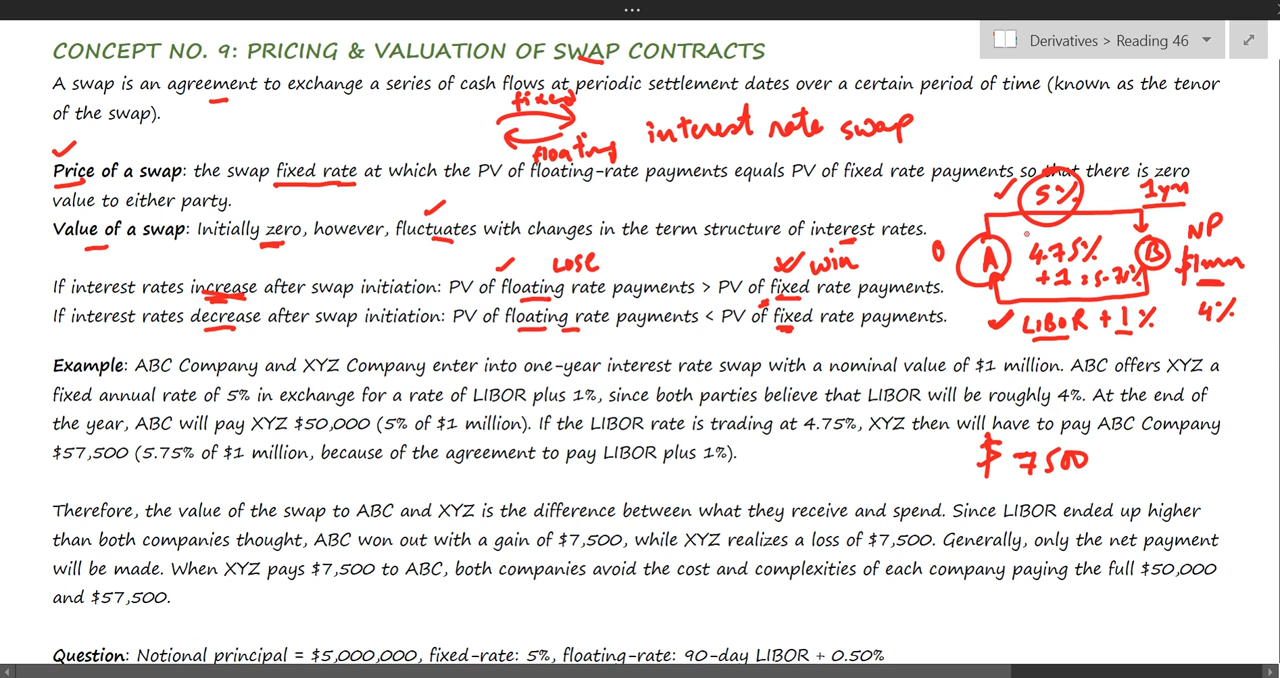 ...
Derivatives > Reading 46
CONCEPT NO. 9: PRICING & VALUATION OF SWAP CONTRACTS
A swap is an agreement to exchange a series of cash flows at periodic settlement dates over a certain period of time (known as the tenor
of the swap).
fixed
floating
interest rate swap
Price of a swap: the swap fixed rate at which the PV of floating-rate payments equals PV of fixed rate payments so that there is zero
value to either party.
5%
1yr
Value of a swap: Initially zero, however, fluctuates with changes in the term structure of interest rates.
NP
0
A
4.75%
B
$1mm
+1 = 5.75%
Lose
win
If interest rates increase after swap initiation: PV of floating rate payments > PV of fixed rate payments.
If interest rates decrease after swap initiation: PV of floating rate payments < PV of fixed rate payments.
LIBOR + 1%
4%
Example: ABC Company and XYZ Company enter into one-year interest rate swap with a nominal value of $1 million. ABC offers XYZ a
fixed annual rate of 5% in exchange for a rate of LIBOR plus 1%, since both parties believe that LIBOR will be roughly 4%. At the end of
the year, ABC will pay XYZ $50,000 (5% of $1 million). If the LIBOR rate is trading at 4.75%, XYZ then will have to pay ABC Company
$57,500 (5.75% of $1 million, because of the agreement to pay LIBOR plus 1%).
$7500
Therefore, the value of the swap to ABC and XYZ is the difference between what they receive and spend. Since LIBOR ended up higher
than both companies thought, ABC won out with a gain of $7,500, while XYZ realizes a loss of $7,500. Generally, only the net payment
will be made. When XYZ pays $7,500 to ABC, both companies avoid the cost and complexities of each company paying the full $50,000
and $57,500.
Question: Notional principal = $5,000,000, fixed-rate: 5%, floating-rate: 90-day LIBOR + 0.50%